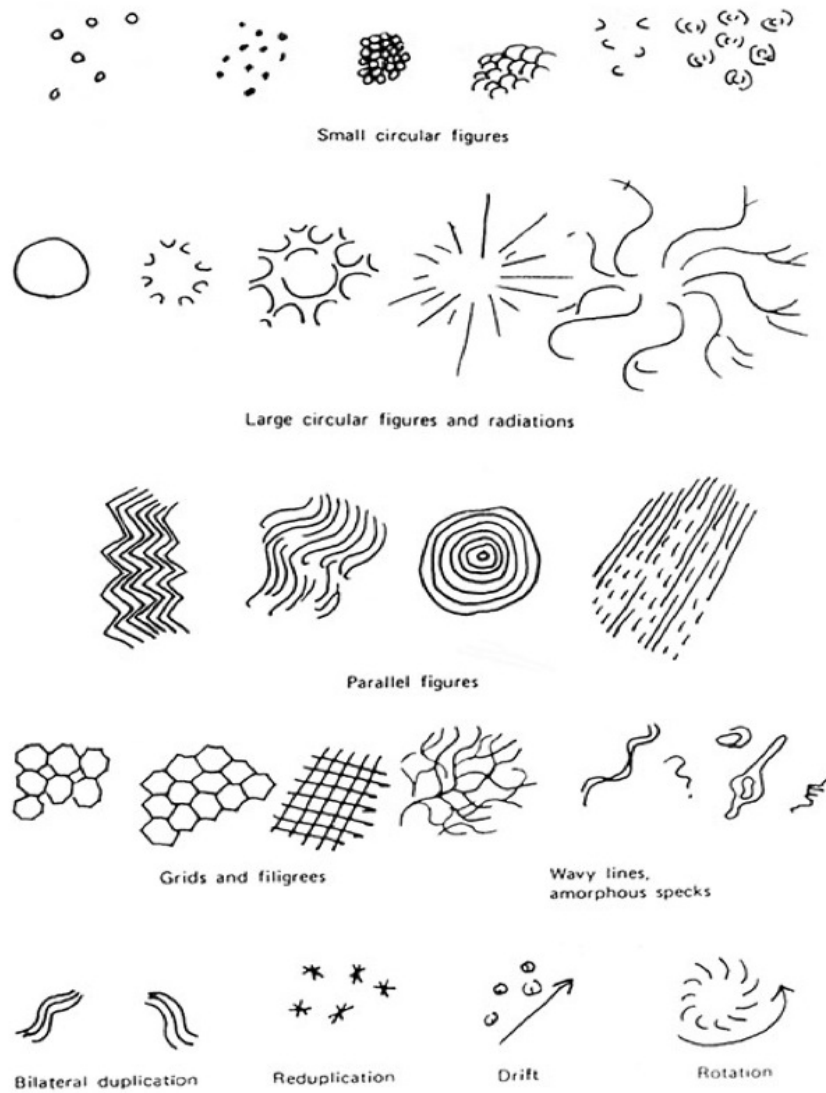 Small circular figures
Large circular figures and radiations
Parallel figures
Grids and filigrees
Wavy lines,
amorphous specks
Bilateral duplication
Reduplication
Drift
Rotation